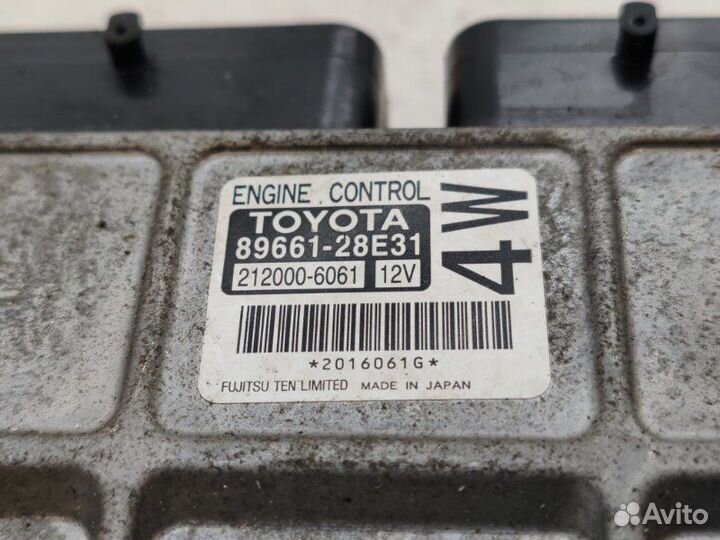 ENGINE CONTROL
TOYOTA
89661-28E31
212000-6061 12V
4W
*2016061G*
FUJITSU TEN LIMITED MADE IN JAPAN
Avito